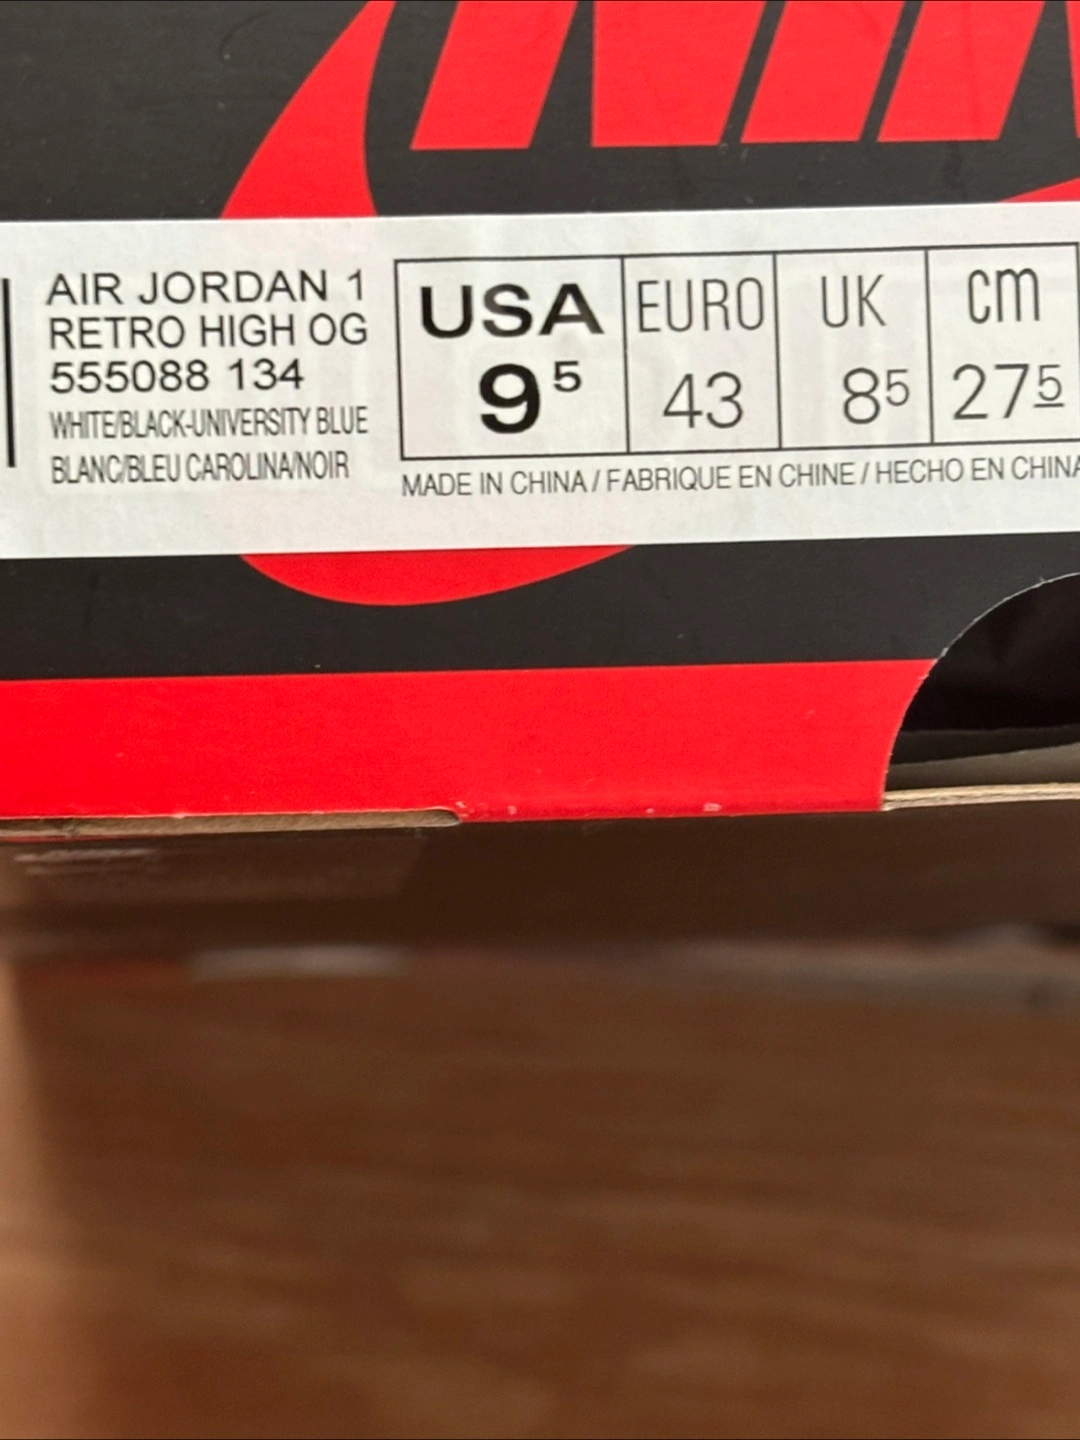 NIK
AIR JORDAN 1
RETRO HIGH OG
555088 134
WHITE/BLACK-UNIVERSITY BLUE
BLANC/BLEU CAROLINA/NOIR
USA EURO UK cm
9 5 43 8 5 27 5
MADE IN CHINA / FABRIQUE EN CHINE / HECHO EN CHINA